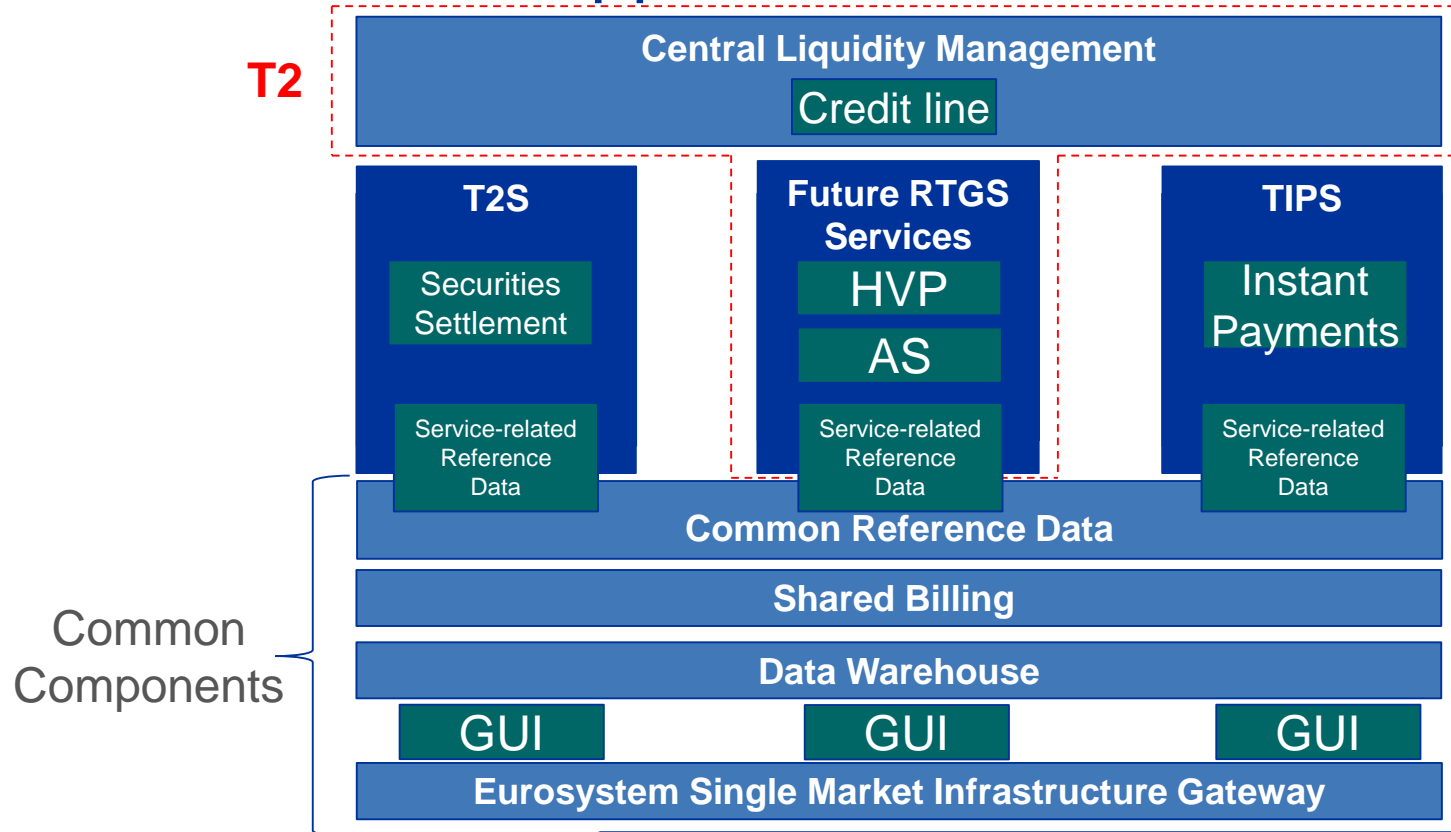 Central Liquidity Management
T2
Credit line
T2S
Future RTGS
Services
TIPS
Securities
Settlement
HVP
AS
Instant
Payments
Service-related
Reference
Data
Service-related
Reference
Data
Service-related
Reference
Data
Common Reference Data
Shared Billing
Common
Components
Data Warehouse
GUI
GUI
GUI
Eurosystem Single Market Infrastructure Gateway